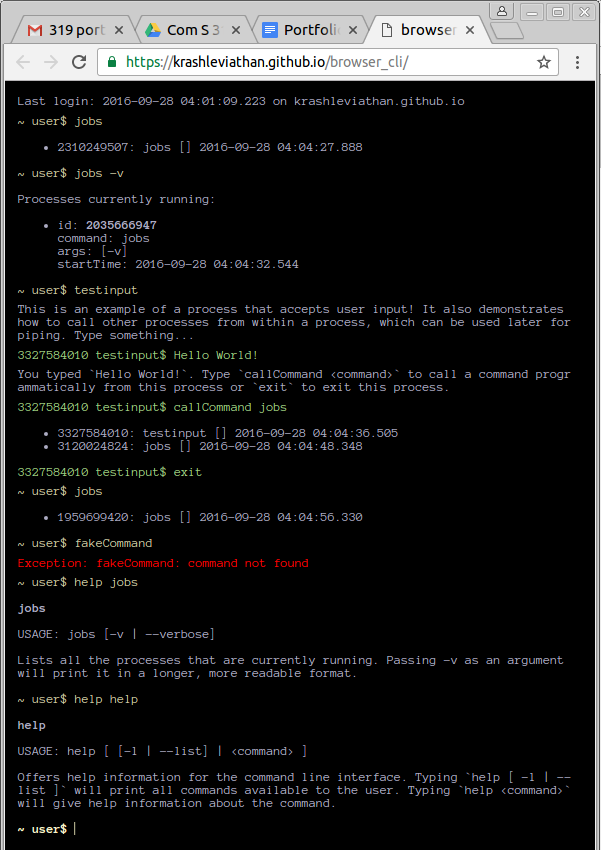 319 port
Com S 3
Portfolio
browser
https://krashleviathan.github.io/browser_cli/
Last login: 2016-09-28 04:01:09.223 on krashleviathan.github.io
~ user$ jobs
• 2310249507: jobs [] 2016-09-28 04:04:27.888
~ user$ jobs -v
Processes currently running:
• id: 2035666947
command: jobs
args: [-v]
startTime: 2016-09-28 04:04:32.544
~ user$ testinput
This is an example of a process that accepts user input! It also demonstrates
how to call other processes from within a process, which can be used later for
piping. Type something...
3327584010 testinput$ Hello World!
You typed `Hello World!`. Type `callCommand <command>` to call a command progr
ammatically from this process or `exit` to exit this process.
3327584010 testinput$ callCommand jobs
• 3327584010: testinput [] 2016-09-28 04:04:36.505
• 3120024824: jobs [] 2016-09-28 04:04:48.348
3327584010 testinput$ exit
~ user$ jobs
• 1959699420: jobs [] 2016-09-28 04:04:56.330
~ user$ fakeCommand
Exception: fakeCommand: command not found
~ user$ help jobs
jobs
USAGE: jobs [-v | --verbose]
Lists all the processes that are currently running. Passing -v as an argument
will print it in a longer, more readable format.
~ user$ help help
help
USAGE: help [ [-l | --list] | <command> ]
Offers help information for the command line interface. Typing `help [ -l | --
list ]` will print all commands available to the user. Typing `help <command>`
will give help information about the command.
~ user$